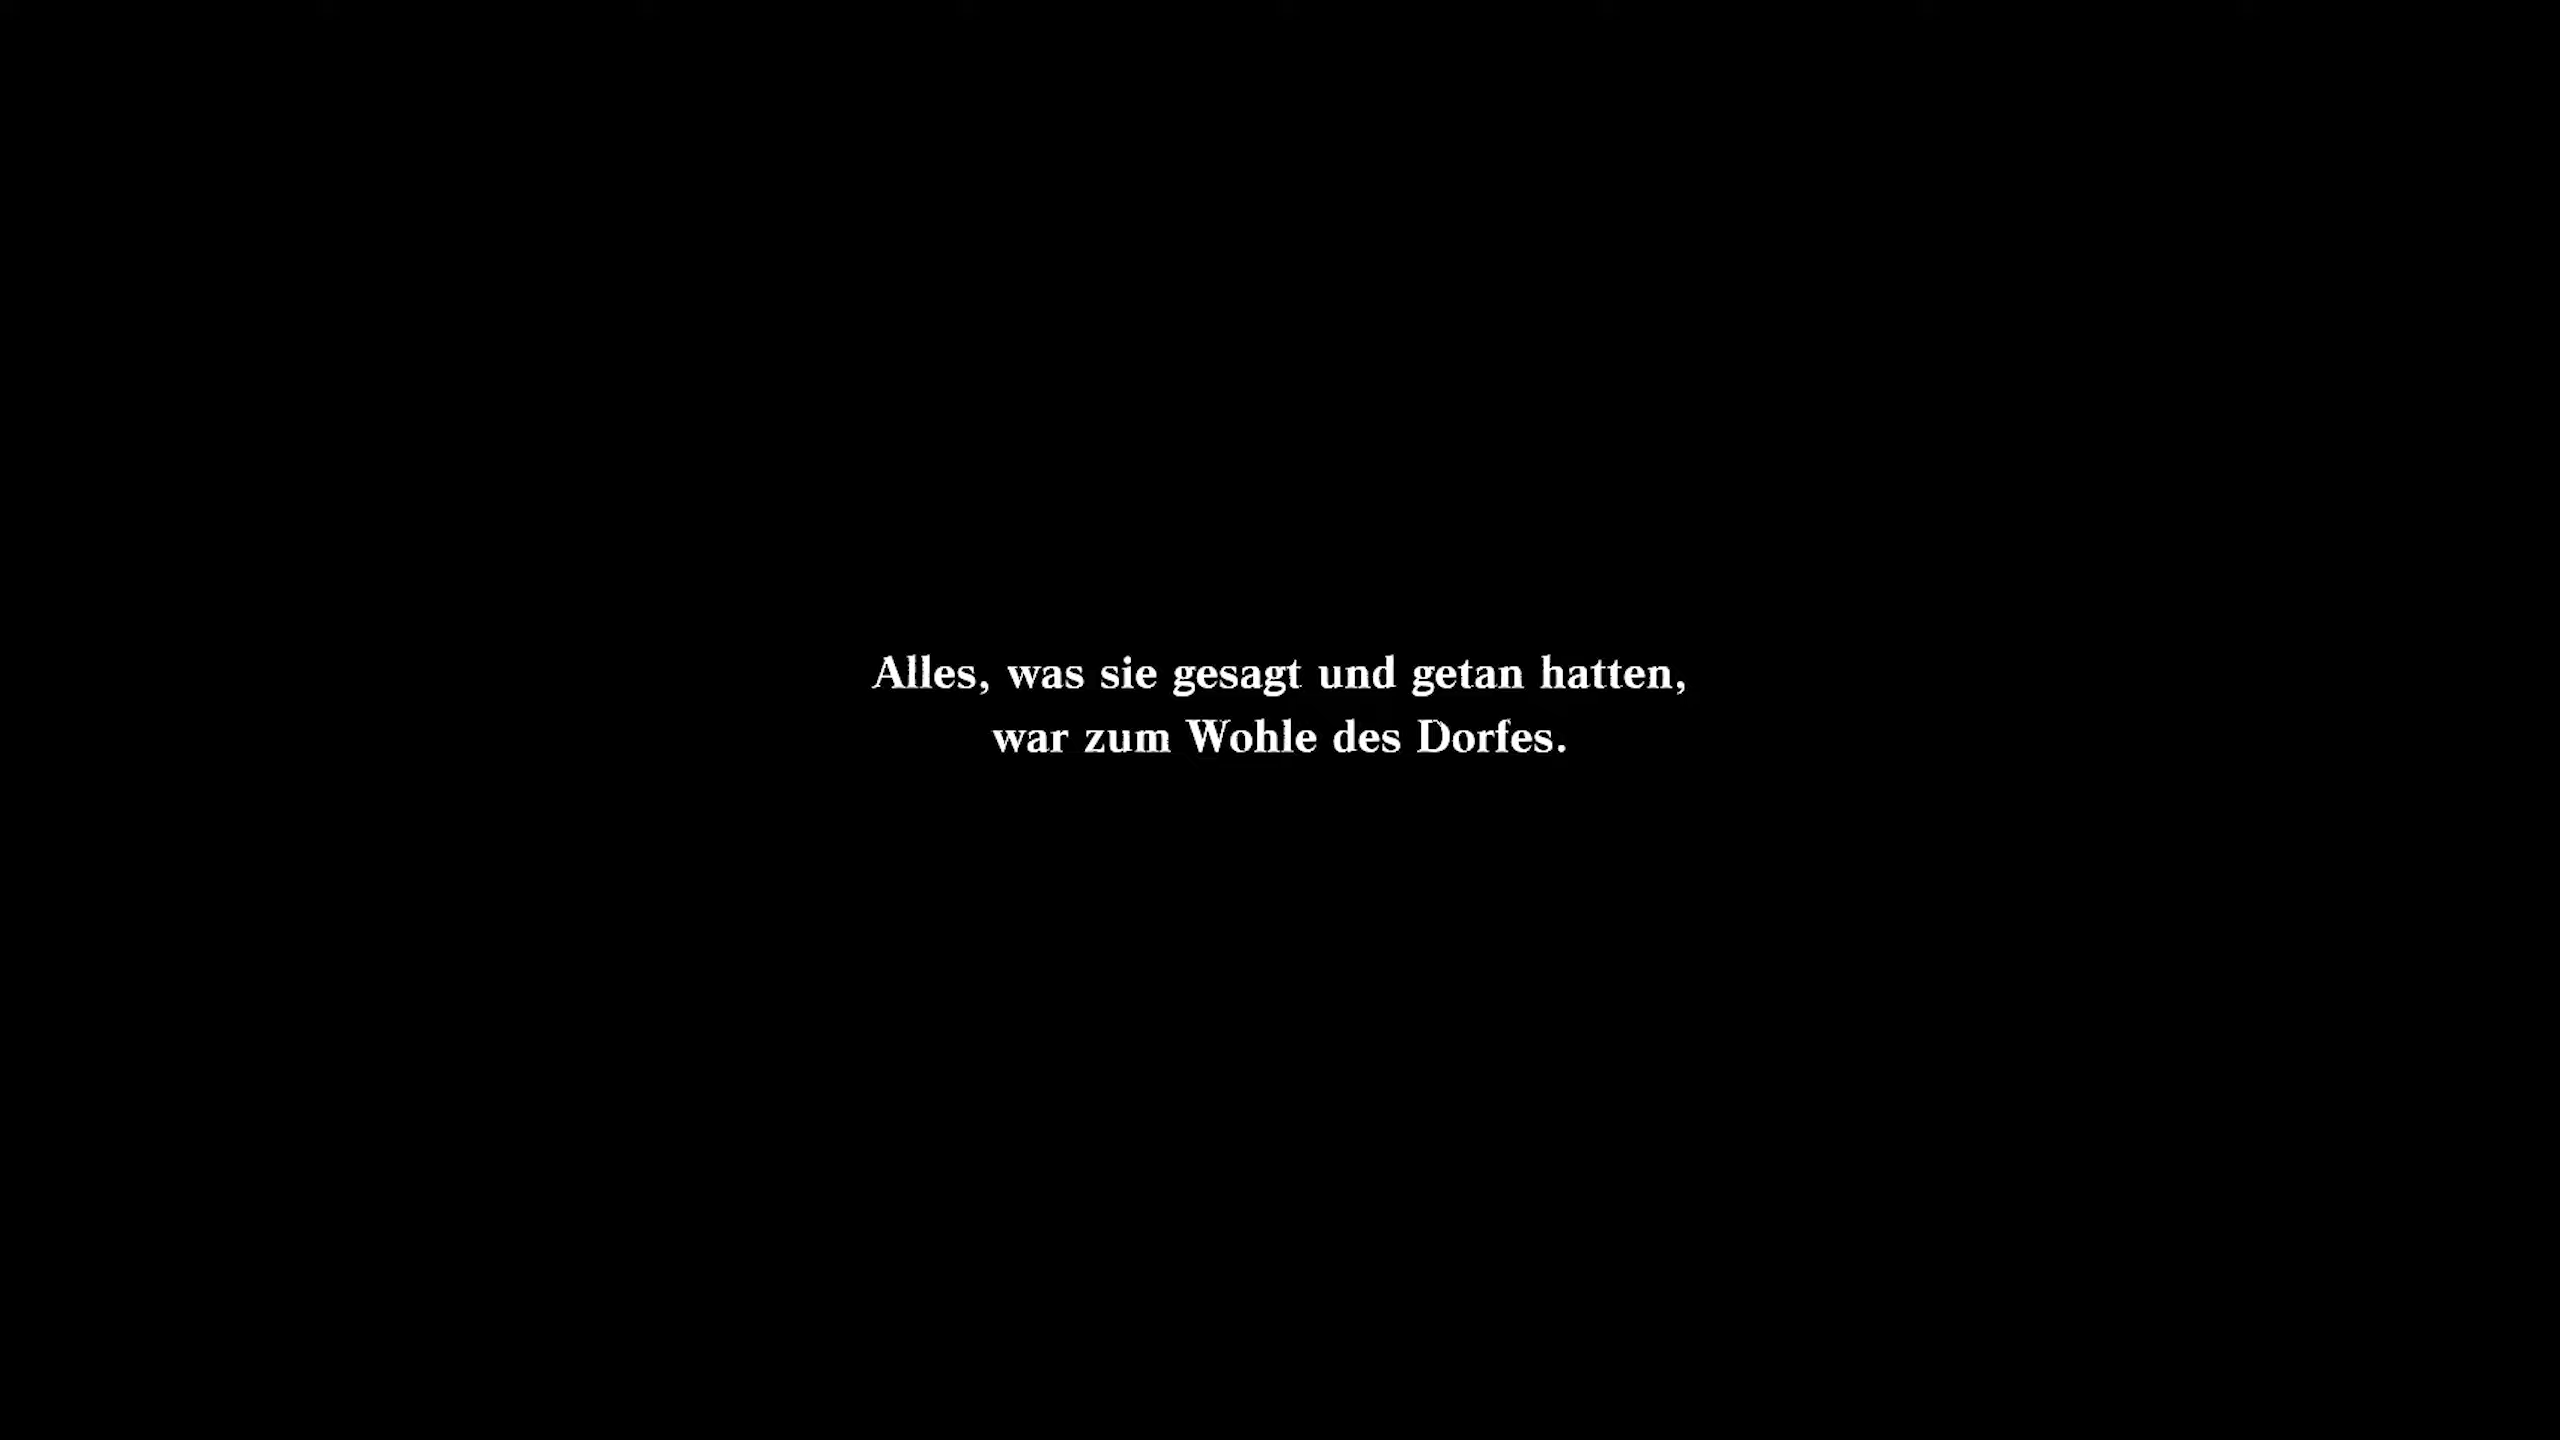 Alles, was sie gesagt und getan hatten,
war zum Wohle des Dorfes.